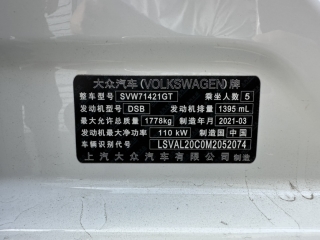 大众汽车(VOLKSWAGEN)牌
整车型号 SVW71421GT 乘坐人数 5
发动机型号 DSB 发动机排量 1395 mL
最大允许总质量 1778kg 制造年月 2021-03
发动机最大净功率 110 kW 制造国 中国
车辆识别代号 LSVAL20C0M2052074
上汽大众汽车有限公司 制造